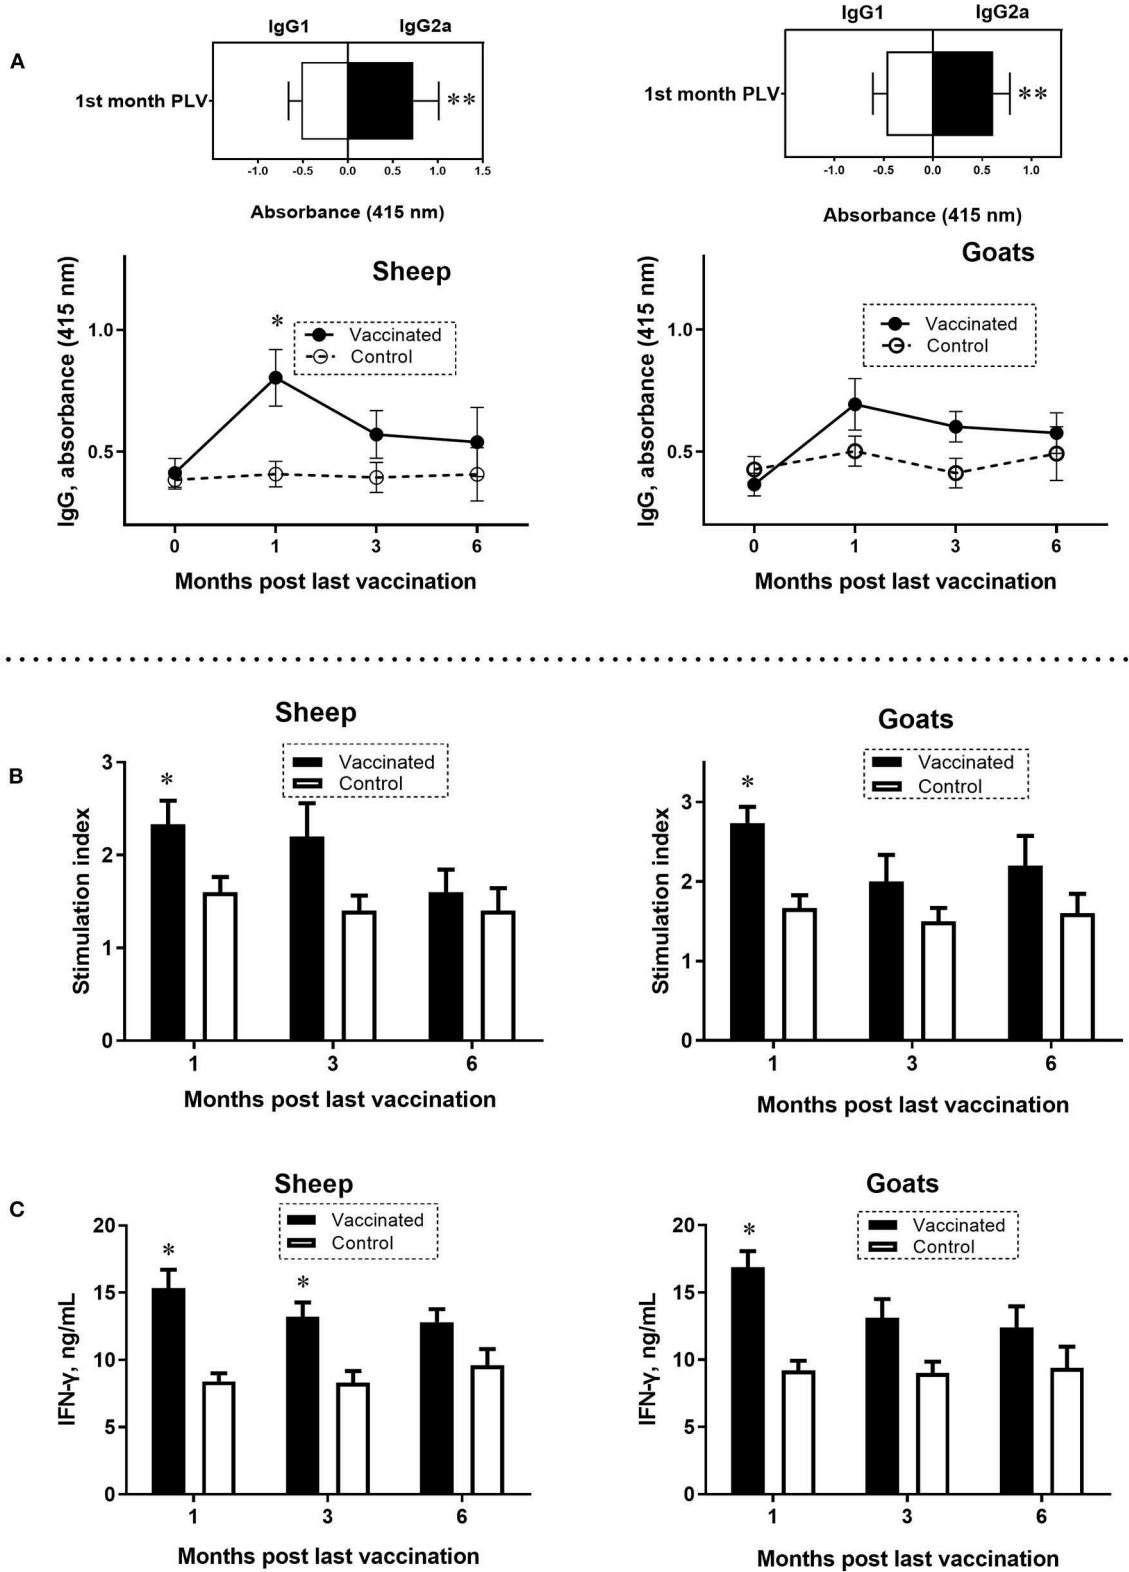 A
IgG1 IgG2a
1st month PLV
**
-1.0 -0.5 0.0 0.5 1.0 1.5
Absorbance (415 nm)
IgG1 IgG2a
1st month PLV
**
-1.0 -0.5 0.0 0.5 1.0
Absorbance (415 nm)
Sheep
IgG, absorbance (415 nm)
1.0
0.5
*
Vaccinated
Control
0 1 3 6
Months post last vaccination
Goats
IgG, absorbance (415 nm)
1.0
0.5
Vaccinated
Control
0 1 3 6
Months post last vaccination
B
Sheep
Vaccinated
Control
Stimulation index
3
2
1
0
*
1 3 6
Months post last vaccination
Goats
Vaccinated
Control
Stimulation index
3
2
1
0
*
1 3 6
Months post last vaccination
C
Sheep
Vaccinated
Control
IFN-γ, ng/mL
20
15
10
5
0
*
*
1 3 6
Months post last vaccination
Goats
Vaccinated
Control
IFN-γ, ng/mL
20
15
10
5
0
*
1 3 6
Months post last vaccination